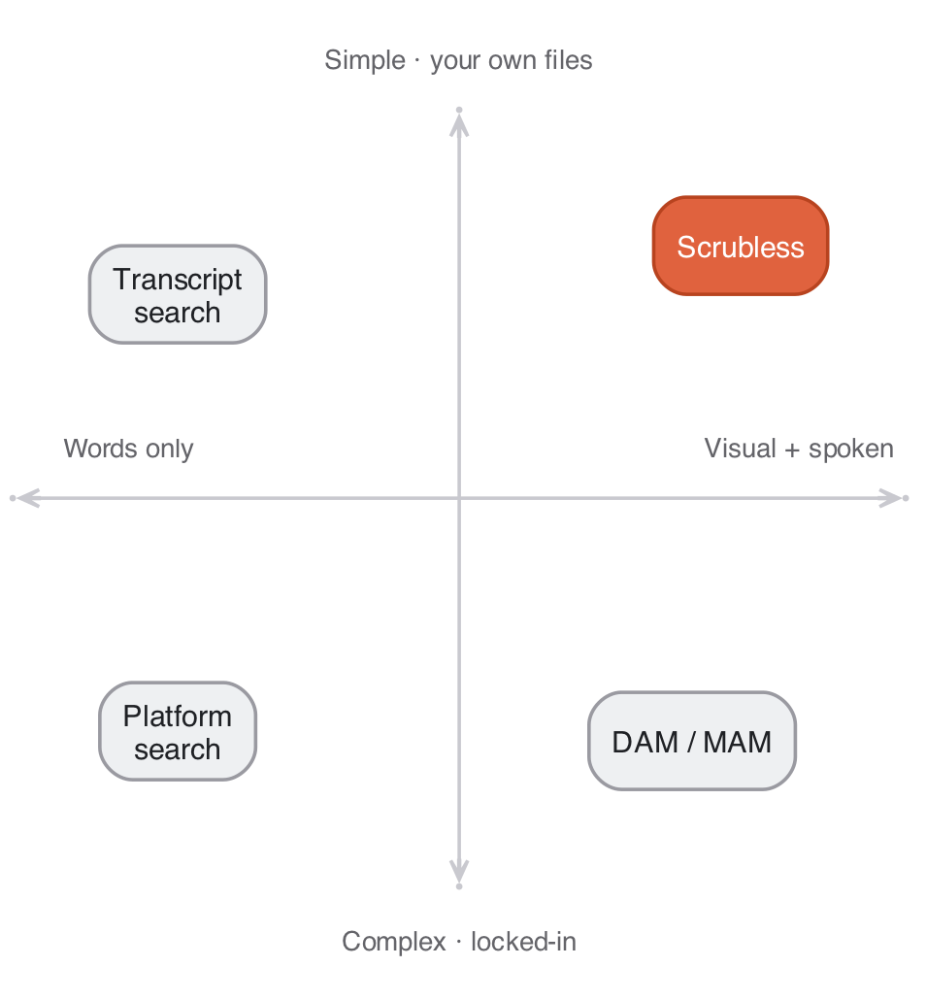 Simple · your own files
Scrubless
Transcript
search
Words only
Visual + spoken
Platform
search
DAM / MAM
Complex · locked-in